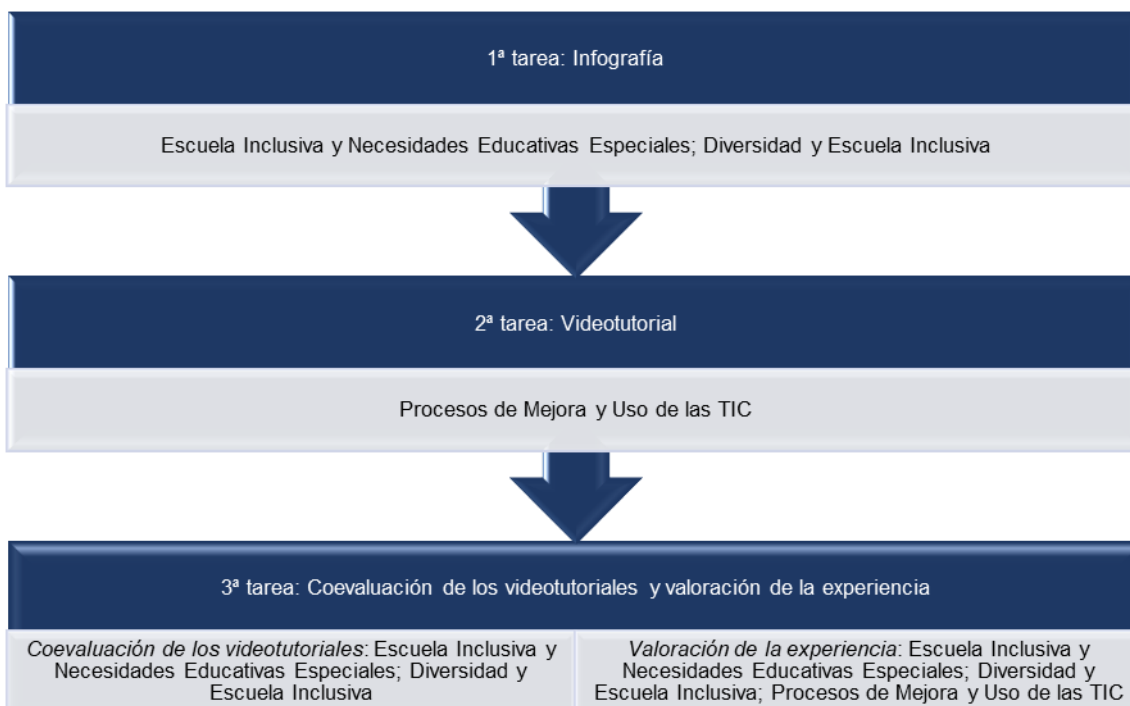 1ª tarea: Infografía
Escuela Inclusiva y Necesidades Educativas Especiales; Diversidad y Escuela Inclusiva
2ª tarea: Videotutorial
Procesos de Mejora y Uso de las TIC
3ª tarea: Coevaluación de los videotutoriales y valoración de la experiencia
Coevaluación de los videotutoriales: Escuela Inclusiva y
Necesidades Educativas Especiales; Diversidad y
Escuela Inclusiva
Valoración de la experiencia: Escuela Inclusiva y
Necesidades Educativas Especiales; Diversidad y
Escuela Inclusiva; Procesos de Mejora y Uso de las TIC